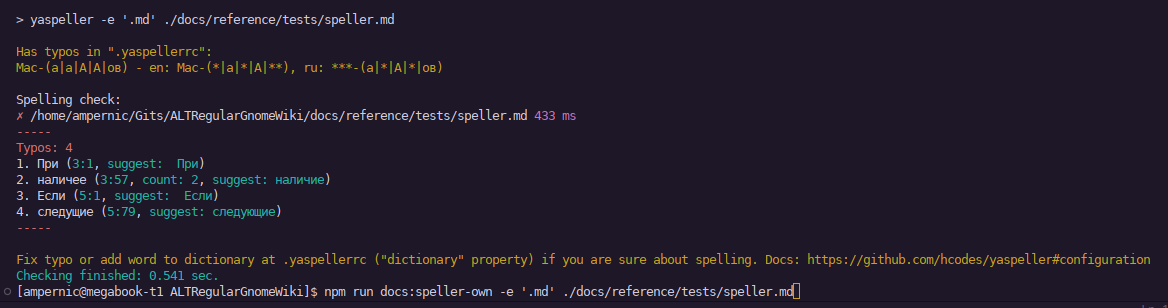 > yaspeller -e '.md' ./docs/reference/tests/speller.md
Has typos in ".yaspellerrc":
Mac-(а|a|А|A|ов) - en: Mac-(*|a|*|A|**), ru: ***-(а|*|А|*|ов)
Spelling check:
✗ /home/ampernic/Gits/ALTRegularGnomeWiki/docs/reference/tests/speller.md 433 ms
-----
Typos: 4
1. При (3:1, suggest:  При)
2. наличее (3:57, count: 2, suggest: наличие)
3. Если (5:1, suggest:  Если)
4. следущие (5:79, suggest: следующие)
-----
Fix typo or add word to dictionary at .yaspellerrc ("dictionary" property) if you are sure about spelling. Docs: https://github.com/hcodes/yaspeller#configuration
Checking finished: 0.541 sec.
[ampernic@megabook-t1 ALTRegularGnomeWiki]$ npm run docs:speller-own -e '.md' ./docs/reference/tests/speller.md